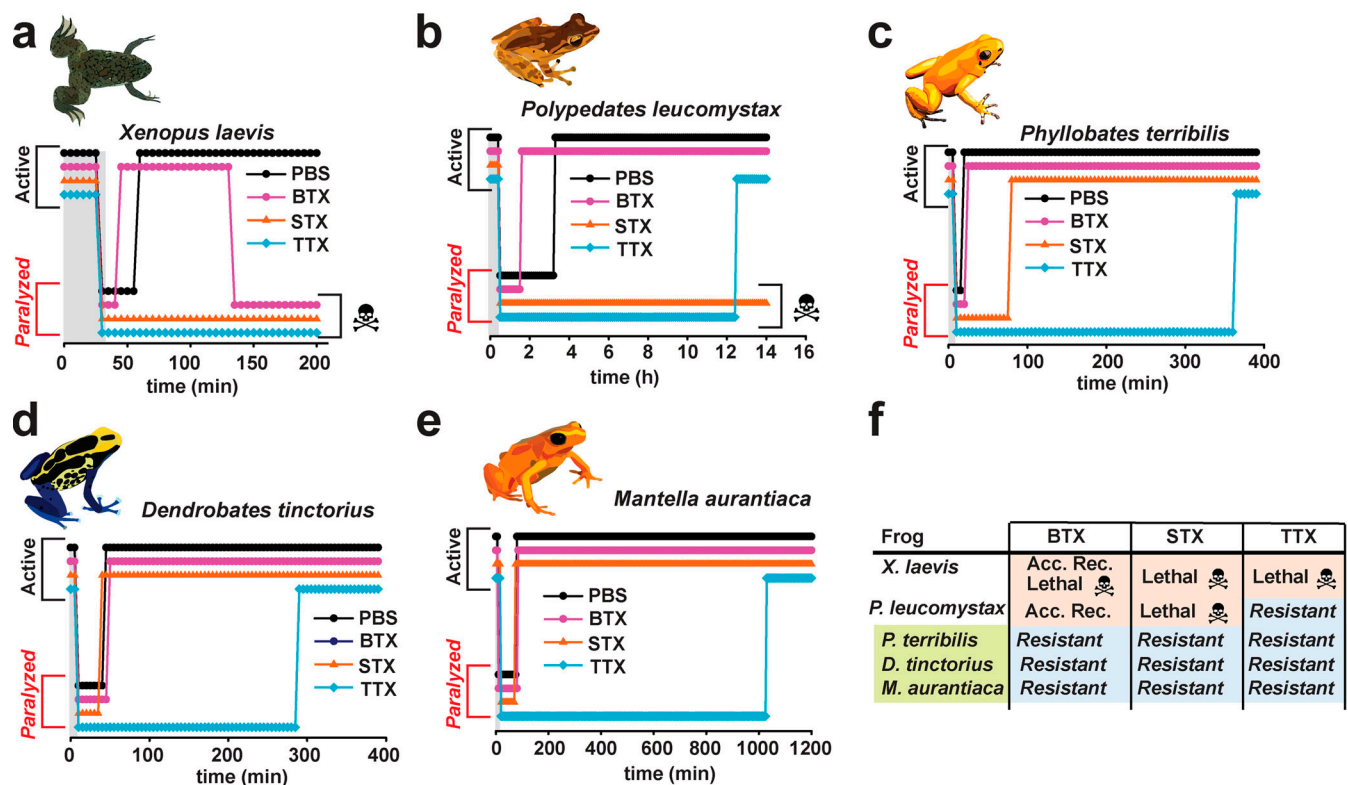 a
Xenopus laevis
Active
Paralyzed
PBS
BTX
STX
TTX
0 50 100 150 200
time (min)
b
Polypedates leucomystax
Active
Paralyzed
PBS
BTX
STX
TTX
0 2 4 6 8 10 12 14 16
time (h)
c
Phyllobates terribilis
Active
Paralyzed
PBS
BTX
STX
TTX
0 100 200 300 400
time (min)
d
Dendrobates tinctorius
Active
Paralyzed
PBS
BTX
STX
TTX
0 100 200 300 400
time (min)
e
Mantella aurantiaca
Active
Paralyzed
PBS
BTX
STX
TTX
0 200 400 600 800 1000 1200
time (min)
f
Frog BTX STX TTX
X. laevis Acc. Rec. Lethal Lethal Lethal
P. leucomystax Acc. Rec. Lethal Resistant
P. terribilis Resistant Resistant Resistant
D. tinctorius Resistant Resistant Resistant
M. aurantiaca Resistant Resistant Resistant